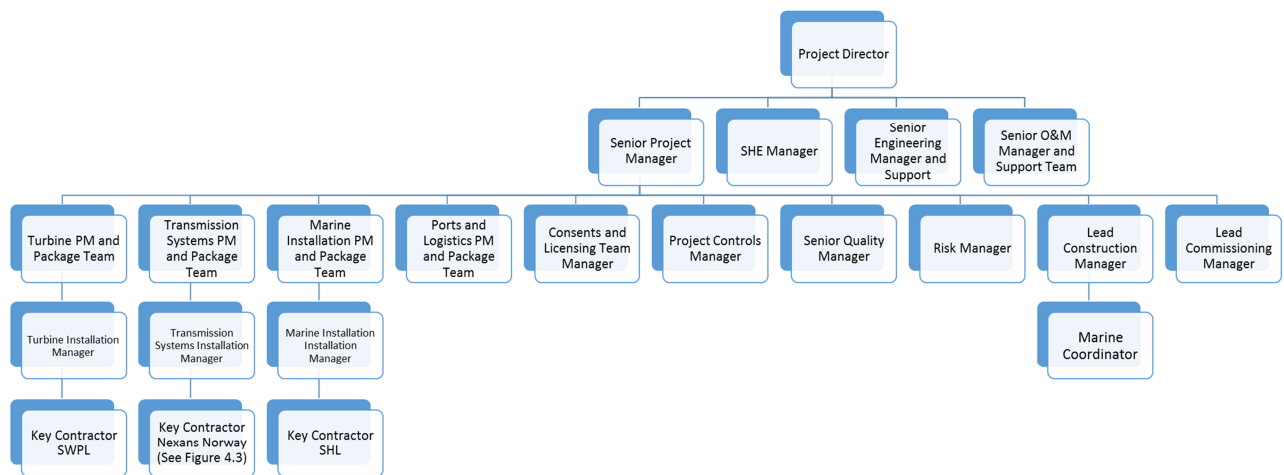 Project Director
Senior Project
Manager
SHE Manager
Senior
Engineering
Manager and
Support
Senior O&M
Manager and
Support Team
Turbine PM and
Package Team
Transmission
Systems PM
and Package
Team
Marine
Installation PM
and Package
Team
Ports and
Logistics PM
and Package
Team
Consents and
Licensing Team
Manager
Project Controls
Manager
Senior Quality
Manager
Risk Manager
Lead
Construction
Manager
Lead
Commissioning
Manager
Turbine Installation
Manager
Transmission
Systems Installation
Manager
Marine Installation
Installation
Manager
Marine
Coordinator
Key Contractor
SWPL
Key Contractor
Nexans Norway
(See Figure 4.3)
Key Contractor
SHL